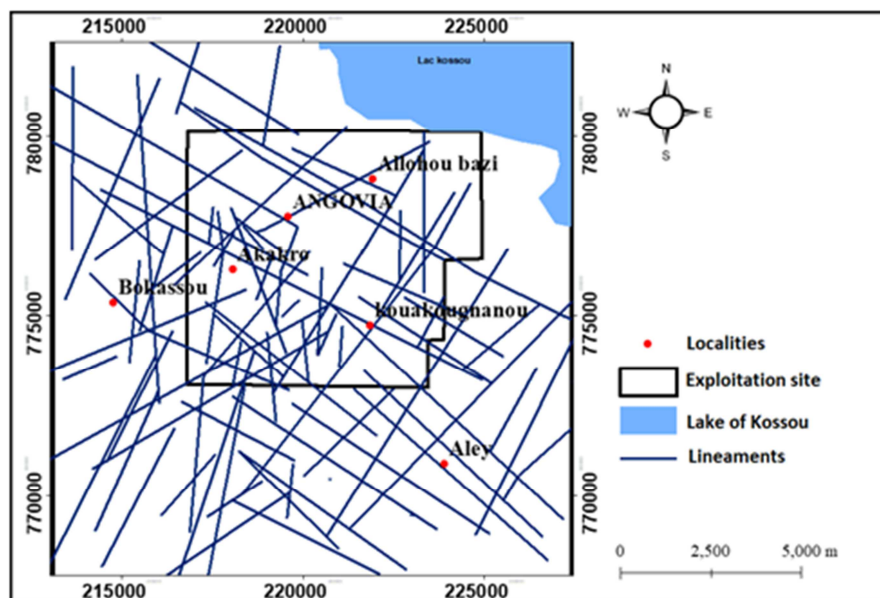 215000 220000 225000
Lac kossou
N
W E
S
780000 780000
Allohou bazi
ANGOVIA
Akakro
Bokassou
775000 775000
kouakougnanou
Localities
Exploitation site
Lake of Kossou
Aley
Lineaments
770000 770000
0 2,500 5,000 m
215000 220000 225000